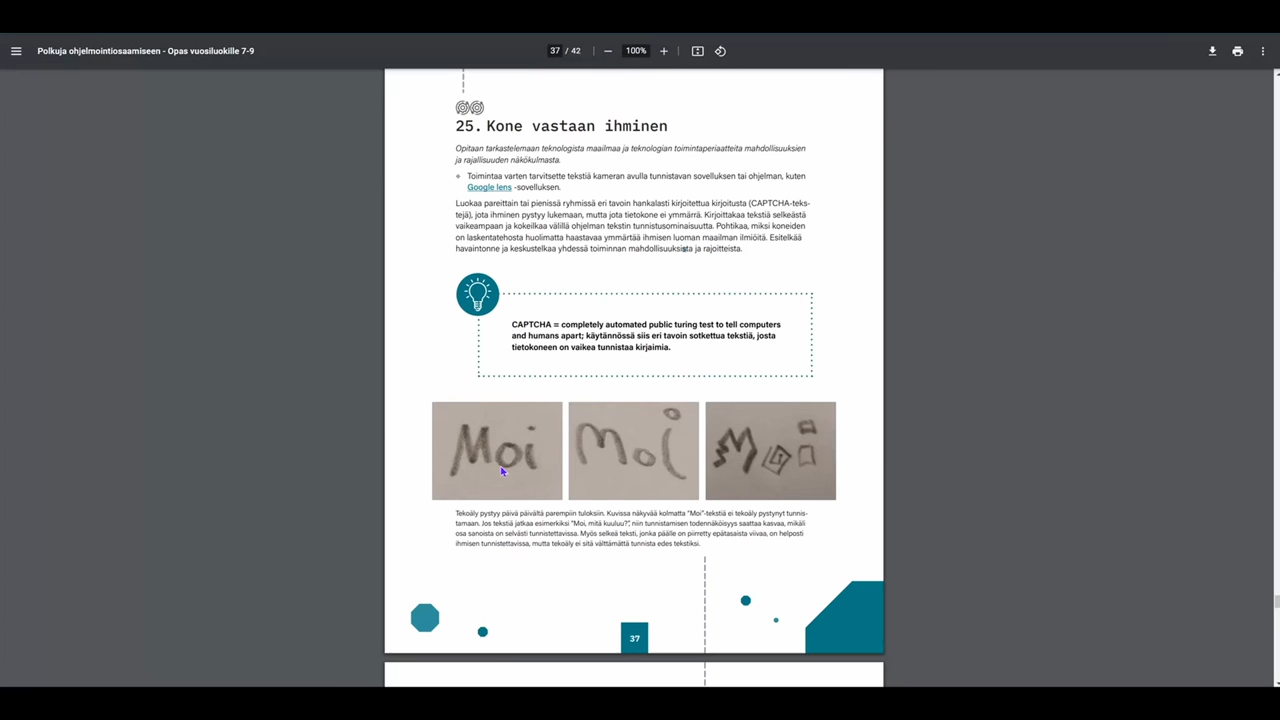 Polkuja ohjelmointiosaamiseen - Opas vuosiluokille 7-9
37 / 42
100%
25. Kone vastaan ihminen
Opitaan tarkastelemaan teknologista maailmaa ja teknologian toimintaperiaatteita mahdollisuuksien
ja rajallisuuden näkökulmasta.
Toimintaa varten tarvitsette tekstiä kameran avulla tunnistavan sovelluksen tai ohjelman, kuten
Google lens -sovelluksen.
Luokaa pareittain tai pienissä ryhmissä eri tavoin hankalasti kirjoitettua kirjoitusta (CAPTCHA-teks-
tejä), jota ihminen pystyy lukemaan, mutta jota tietokone ei ymmärrä. Kirjoittakaa tekstiä selkeästä
vaikeampaan ja kokeilkaa välillä ohjelman tekstin tunnistusominaisuutta. Pohtikaa, miksi koneiden
on laskentatehosta huolimatta haastavaa ymmärtää ihmisen luoman maailman ilmiöitä. Esitelkää
havaintonne ja keskustelkaa yhdessä toiminnan mahdollisuuksista ja rajoitteista.
CAPTCHA = completely automated public turing test to tell computers
and humans apart; käytännössä siis eri tavoin sotkettua tekstiä, josta
tietokoneen on vaikea tunnistaa kirjaimia.
Moi Moi Moi
Tekoäly pystyy päivä päivältä parempiin tuloksiin. Kuvissa näkyvää kolmatta "Moi"-tekstiä ei tekoäly pystynyt tunnis-
tamaan. Jos tekstiä jatkaa esimerkiksi "Moi, mitä kuuluu?", niin tunnistamisen todennäköisyys saattaa kasvaa, mikäli
osa sanoista on selvästi tunnistettavissa. Myös selkeä teksti, jonka päälle on piirretty epätasaista viivaa, on helposti
ihmisen tunnistettavissa, mutta tekoäly ei sitä välttämättä tunnista edes tekstiksi.
37